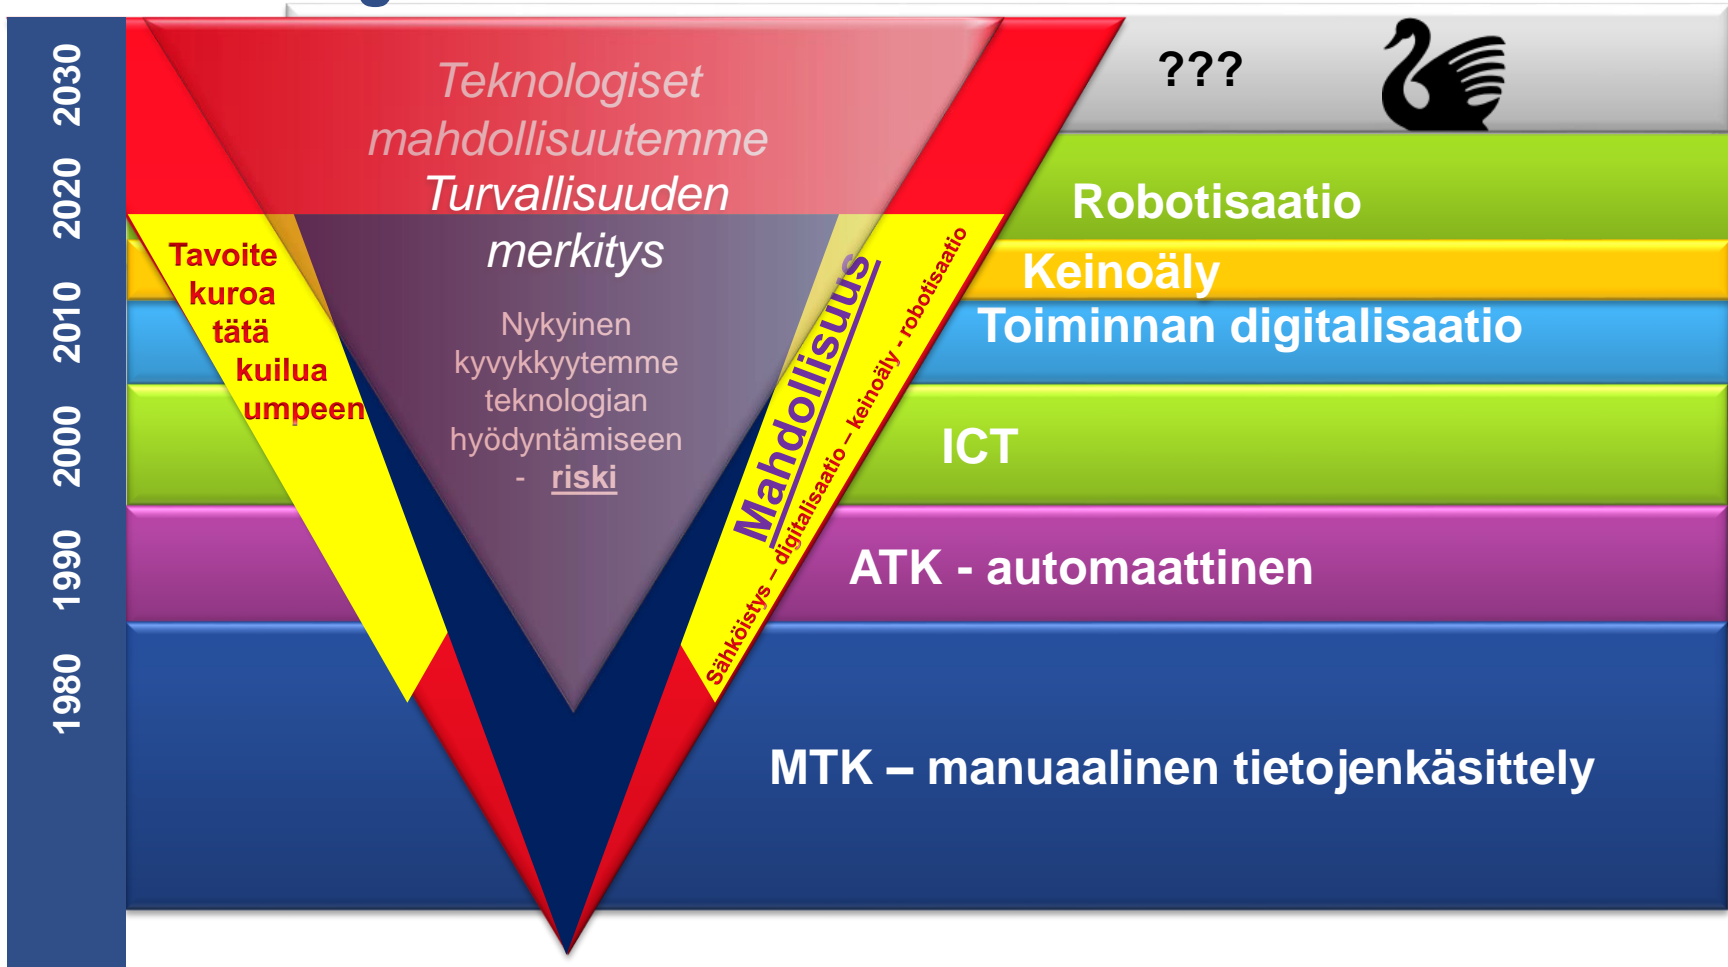 2030
2020
2010
2000
1990
1980
Teknologiset
mahdollisuutemme
Turvallisuuden
merkitys
Nykyinen
kyvykkyytemme
teknologian
hyödyntämiseen
- riski
Tavoite
kuroa
tätä
kuilua
umpeen
Mahdollisuus
Sähköistys – digitalisaatio – keinoäly - robotisaatio
???
Robotisaatio
Keinoäly
Toiminnan digitalisaatio
ICT
ATK - automaattinen
MTK – manuaalinen tietojenkäsittely